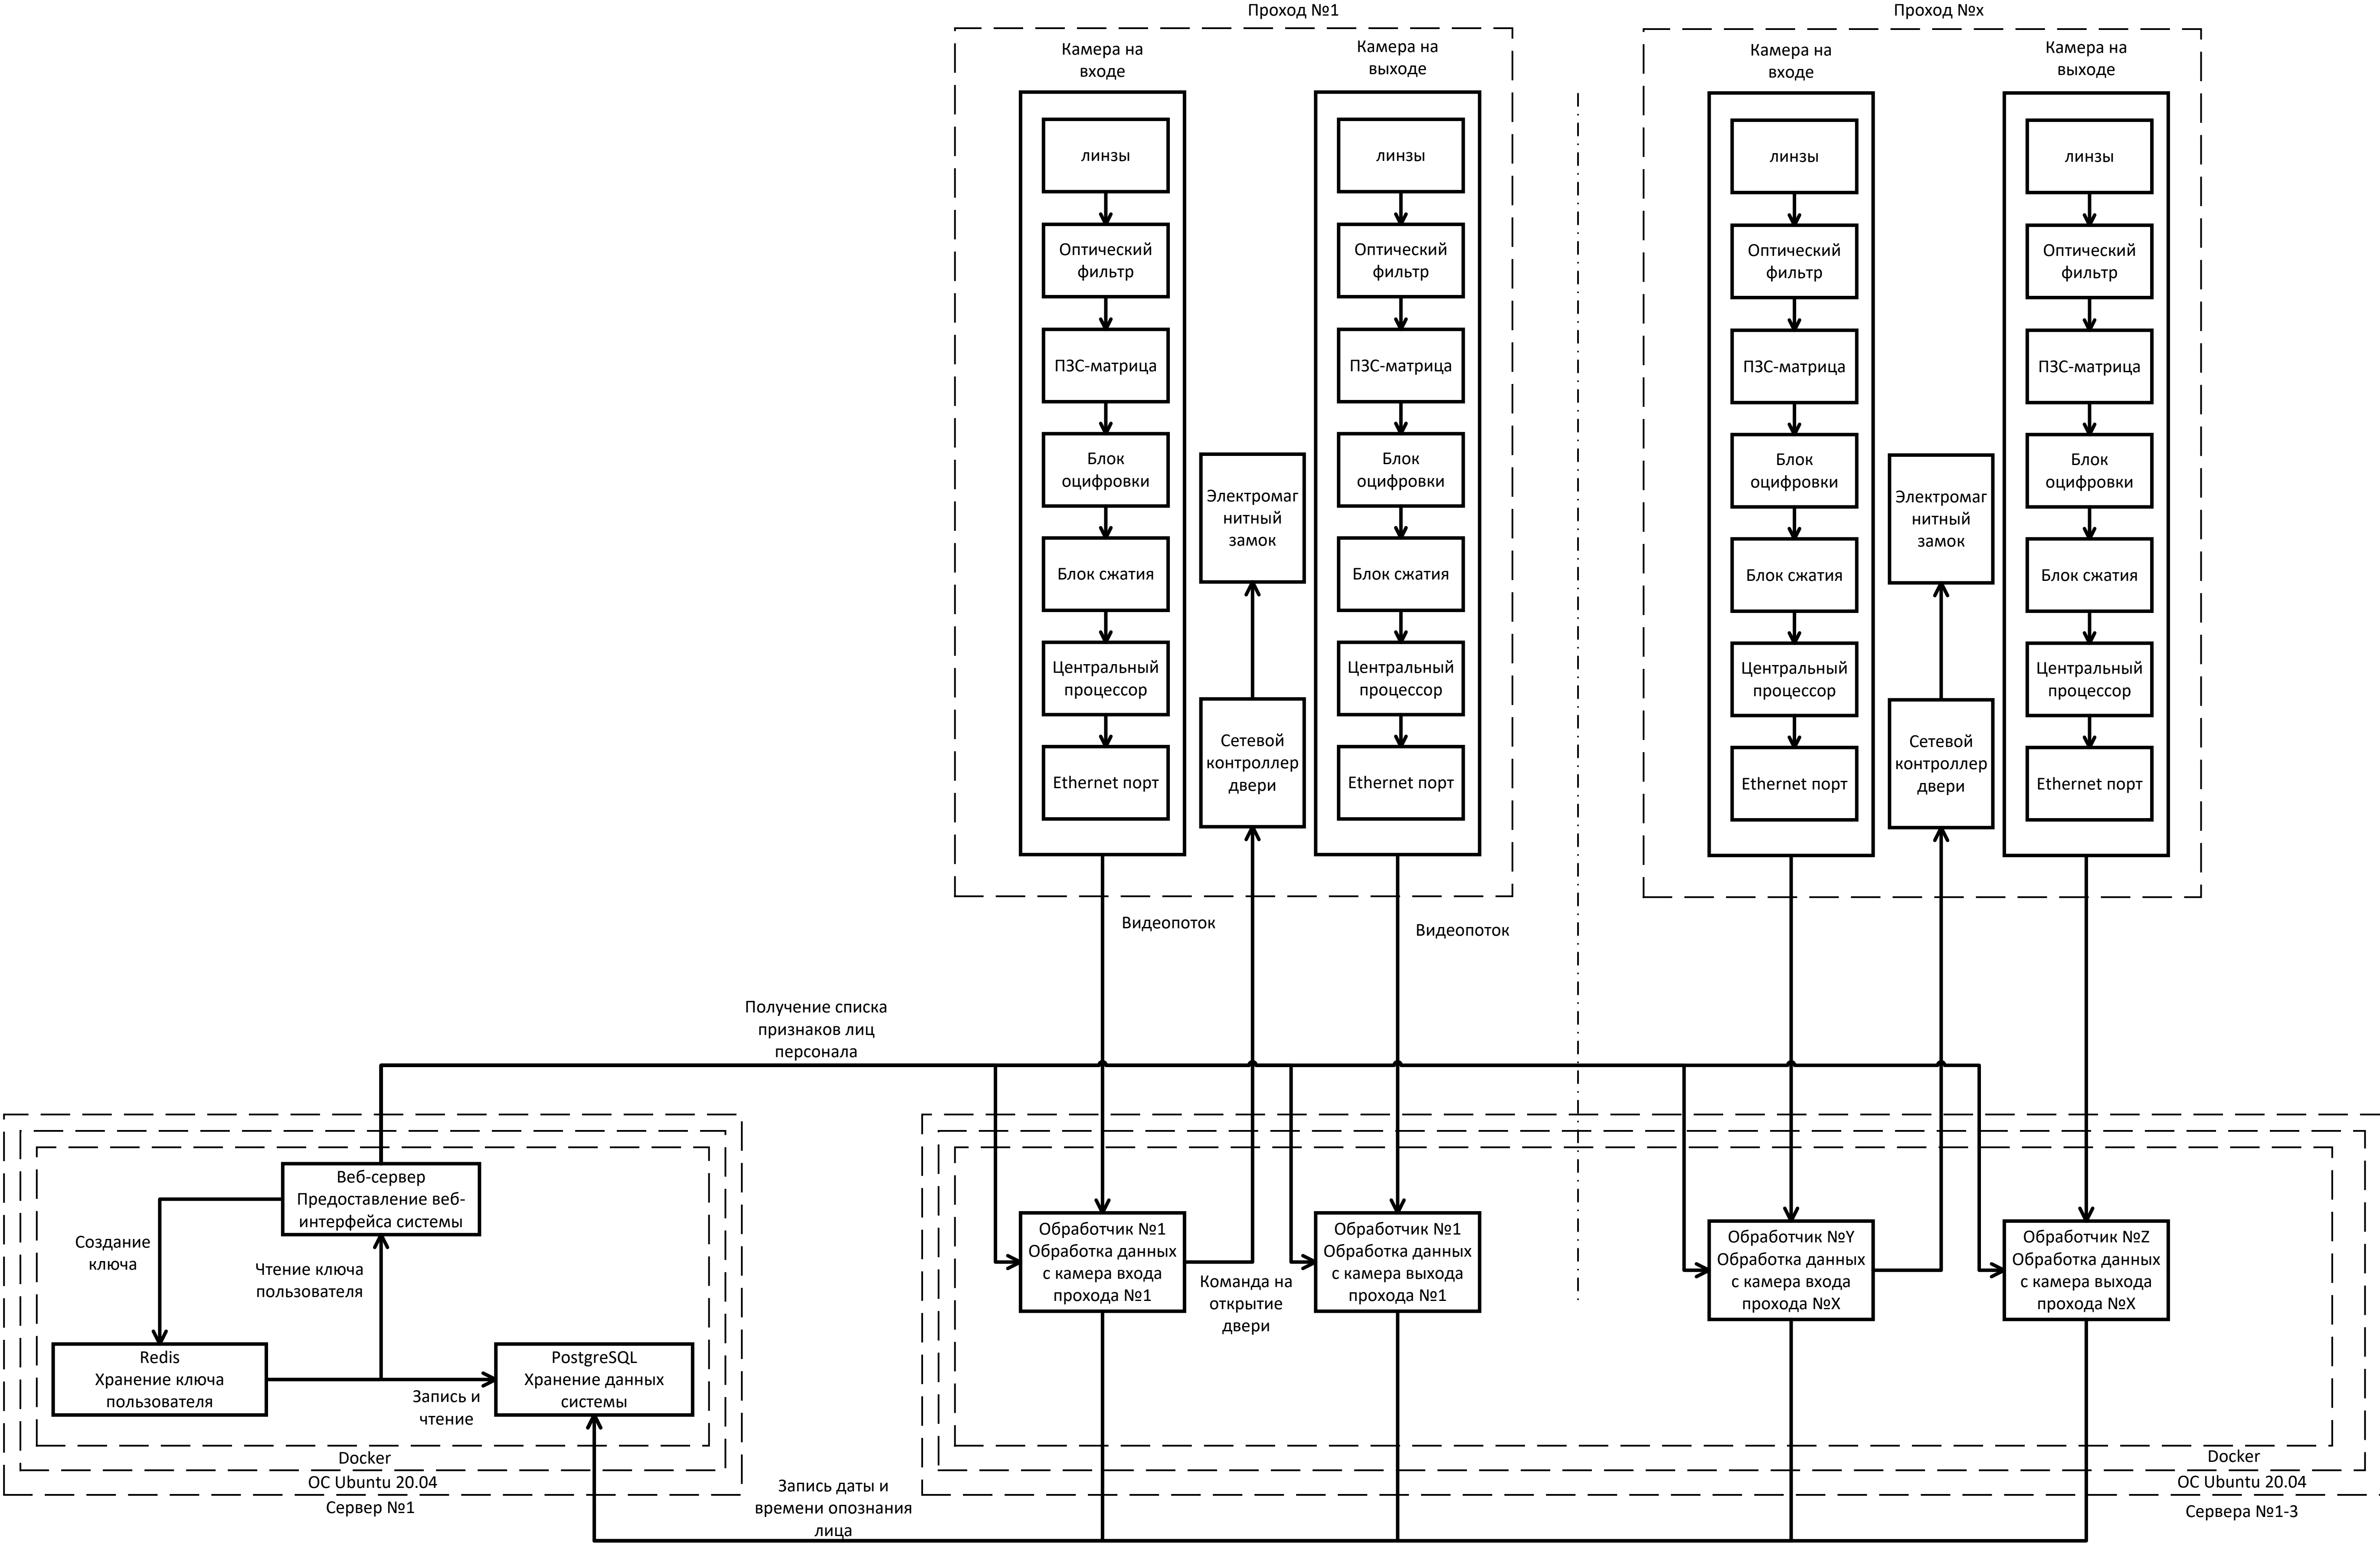 Проход №1
Камера на
входе
линзы
Оптический
фильтр
ПЗС-матрица
Блок
оцифровки
Блок сжатия
Центральный
процессор
Ethernet порт
Электромаг
нитный
замок
Сетевой
контроллер
двери
Камера на
выходе
линзы
Оптический
фильтр
ПЗС-матрица
Блок
оцифровки
Блок сжатия
Центральный
процессор
Ethernet порт
Проход №х
Камера на
входе
линзы
Оптический
фильтр
ПЗС-матрица
Блок
оцифровки
Блок сжатия
Центральный
процессор
Ethernet порт
Электромаг
нитный
замок
Сетевой
контроллер
двери
Камера на
выходе
линзы
Оптический
фильтр
ПЗС-матрица
Блок
оцифровки
Блок сжатия
Центральный
процессор
Ethernet порт
Видеопоток
Видеопоток
Получение списка
признаков лиц
персонала
Веб-сервер
Предоставление веб-
интерфейса системы
Создание
ключа
Чтение ключа
пользователя
Redis
Хранение ключа
пользователя
Запись и
чтение
PostgreSQL
Хранение данных
системы
Docker
ОС Ubuntu 20.04
Сервер №1
Обработчик №1
Обработка данных
с камера входа
прохода №1
Команда на
открытие
двери
Обработчик №1
Обработка данных
с камера выхода
прохода №1
Обработчик №Y
Обработка данных
с камера входа
прохода №X
Обработчик №Z
Обработка данных
с камера выхода
прохода №X
Docker
ОС Ubuntu 20.04
Сервера №1-3
Запись даты и
времени опознания
лица